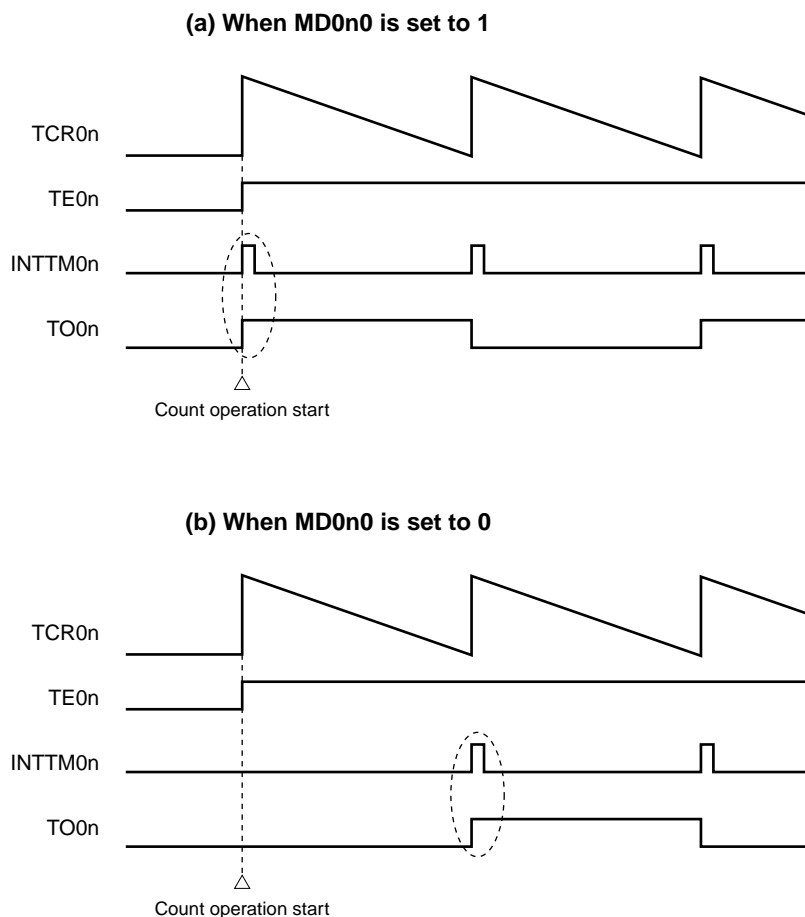 (a) When MD0n0 is set to 1
TCR0n
TE0n
INTTM0n
TO0n
Count operation start
(b) When MD0n0 is set to 0
TCR0n
TE0n
INTTM0n
TO0n
Count operation start